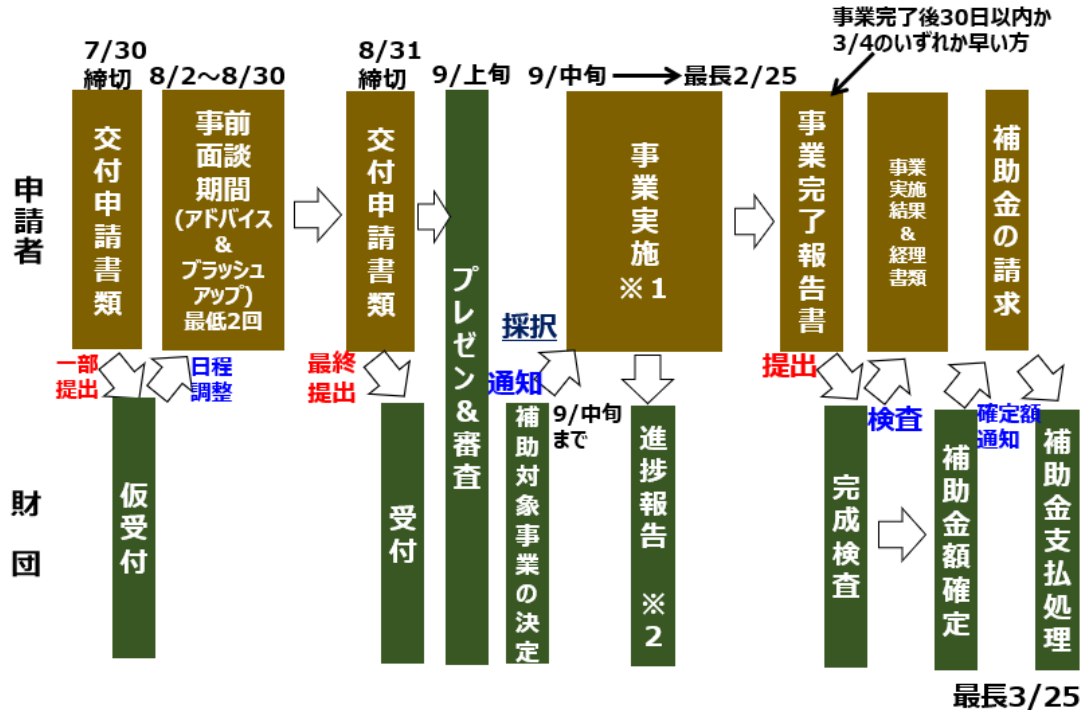 事業完了後30日以内か
3/4のいずれか早い方
7/30
締切
8/2～8/30
8/31
締切
9/上旬
9/中旬
最長2/25
申請者
交付申請書類
事前
面談
期間
(アドバイス
&
ブラッシュ
アップ)
最低2回
交付申請書類
プレゼン&審査
事業実施
※1
事業完了報告書
事業
実施
結果
&
経理
書類
補助金の請求
一部
提出
日程
調整
最終
提出
採択
通知
9/中旬
まで
提出
検査
確定額
通知
財団
仮受付
受付
補助対象事業の決定
進捗報告 ※2
完成検査
補助金額確定
補助金支払処理
最長3/25